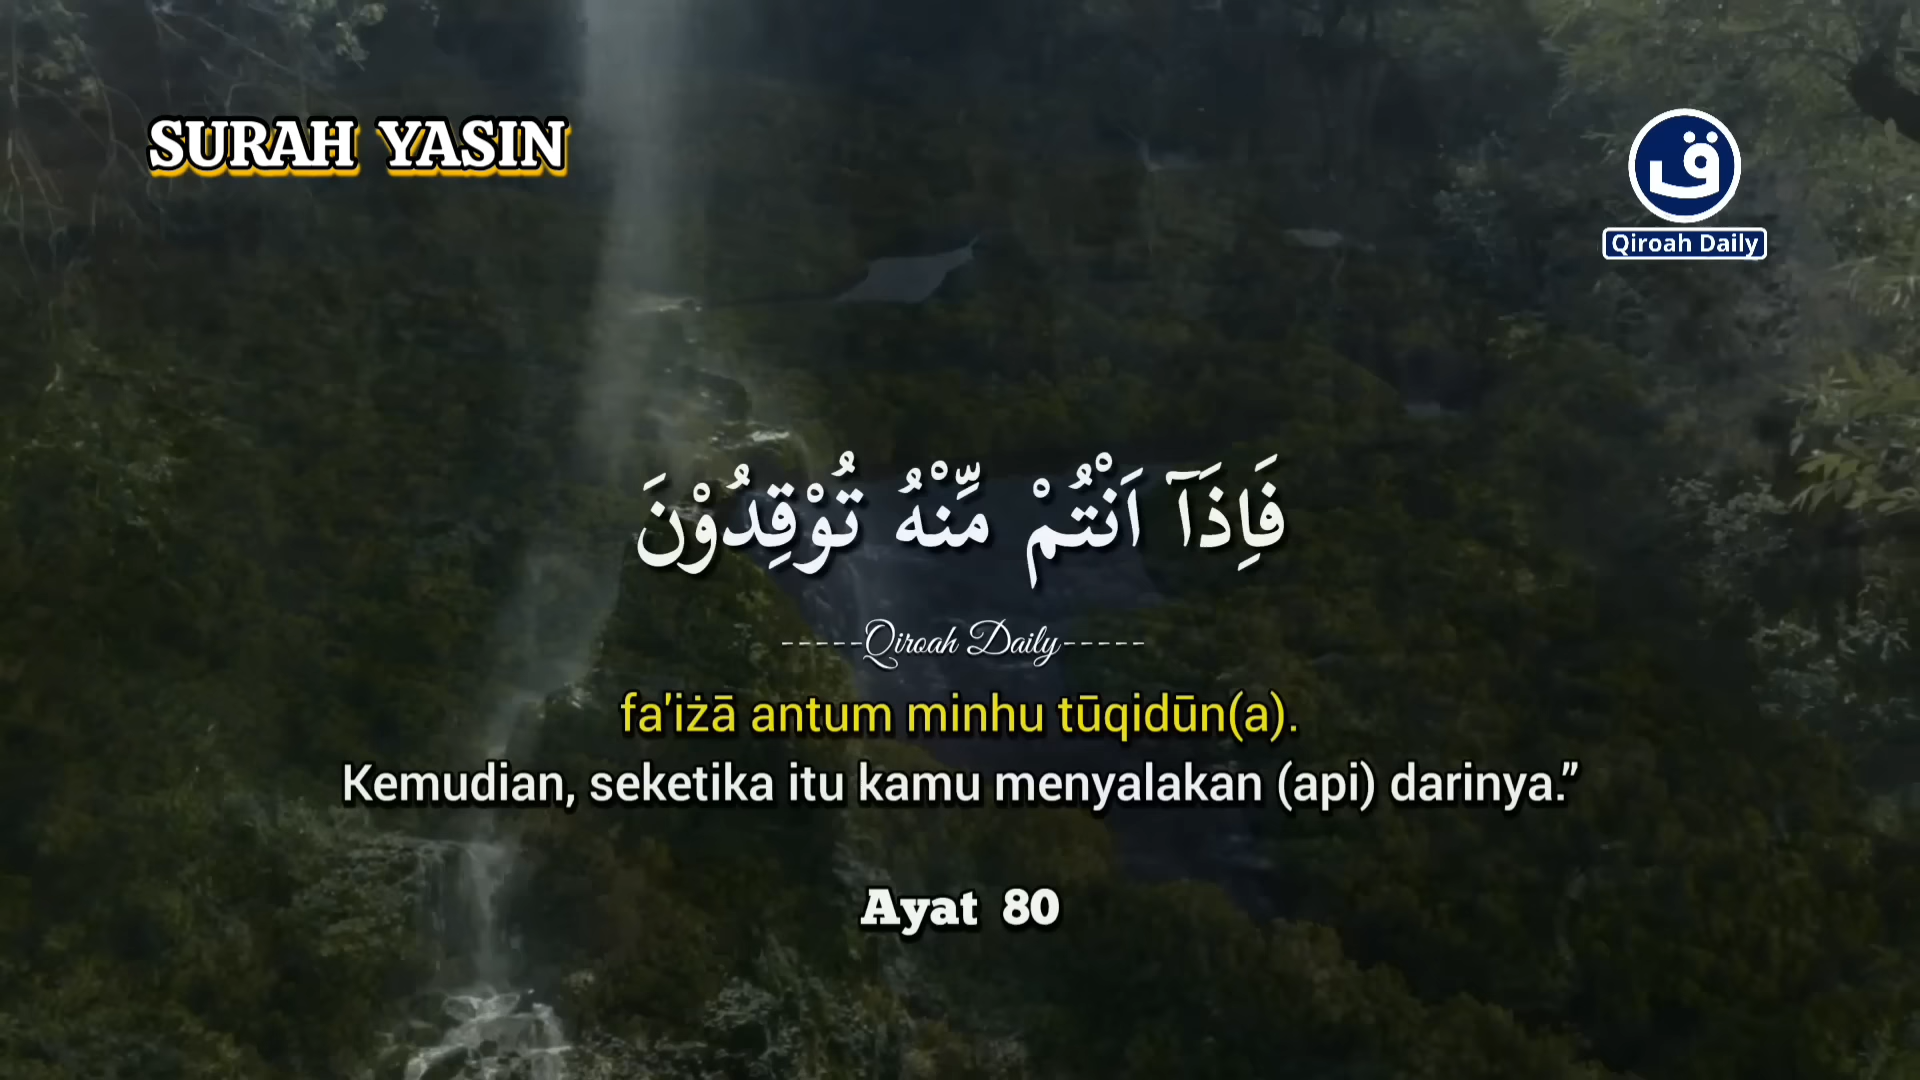 SURAH YASIN
ق
Qiroah Daily
فَاِذَآ اَنْتُمْ مِّنْهُ تُوْقِدُوْنَ
-----Qiroah Daily-----
fa'iżā antum minhu tūqidūn(a).
Kemudian, seketika itu kamu menyalakan (api) darinya.”
Ayat 80